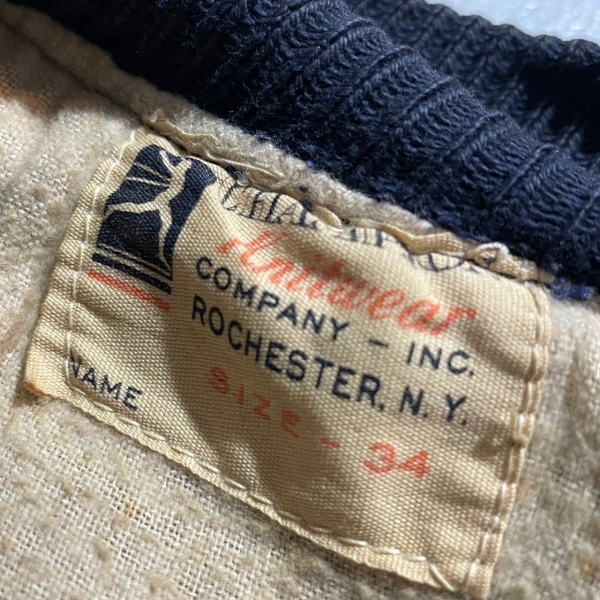 Knitwear
COMPANY - INC.
ROCHESTER, N. Y.
SIZE - 34
NAME